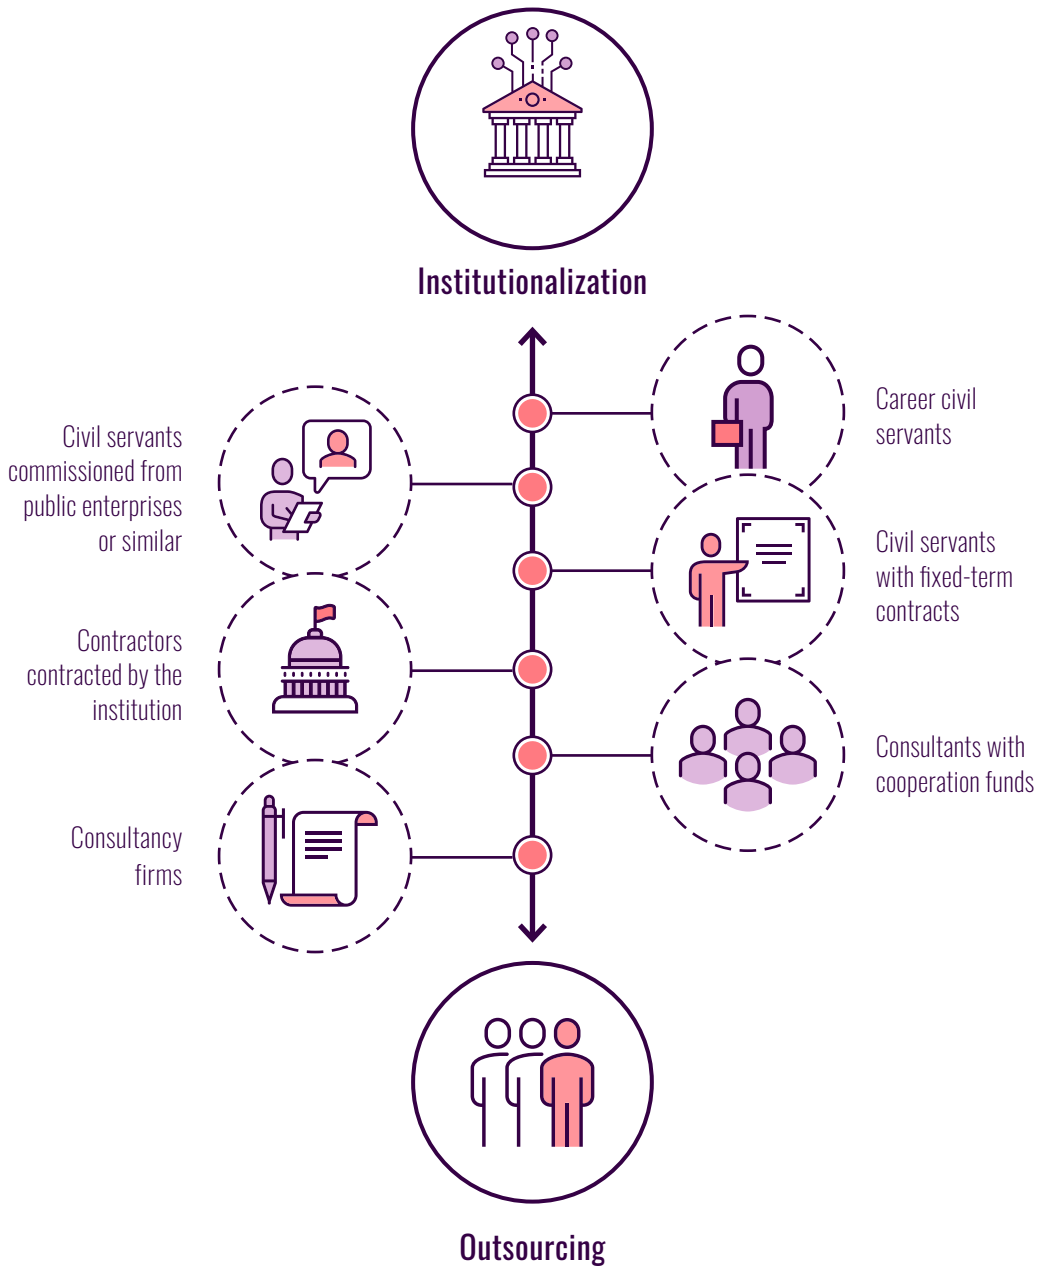 Institutionalization
Career civil
servants
Civil servants
commissioned from
public enterprises
or similar
Civil servants
with fixed-term
contracts
Contractors
contracted by the
institution
Consultants with
cooperation funds
Consultancy
firms
Outsourcing